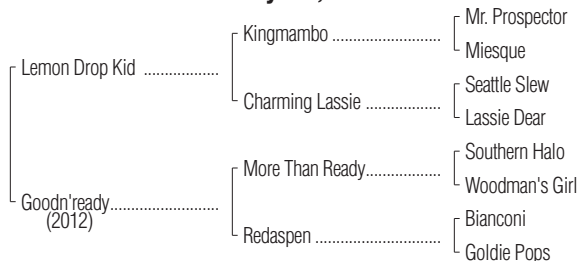 Mr. Prospector
Kingmambo ....................
Miesque
Lemon Drop Kid ..............
Seattle Slew
Charming Lassie ..............
Lassie Dear
Southern Halo
More Than Ready..............
Woodman's Girl
Goodn'ready....................
(2012)
Bianconi
Redaspen .......................
Goldie Pops